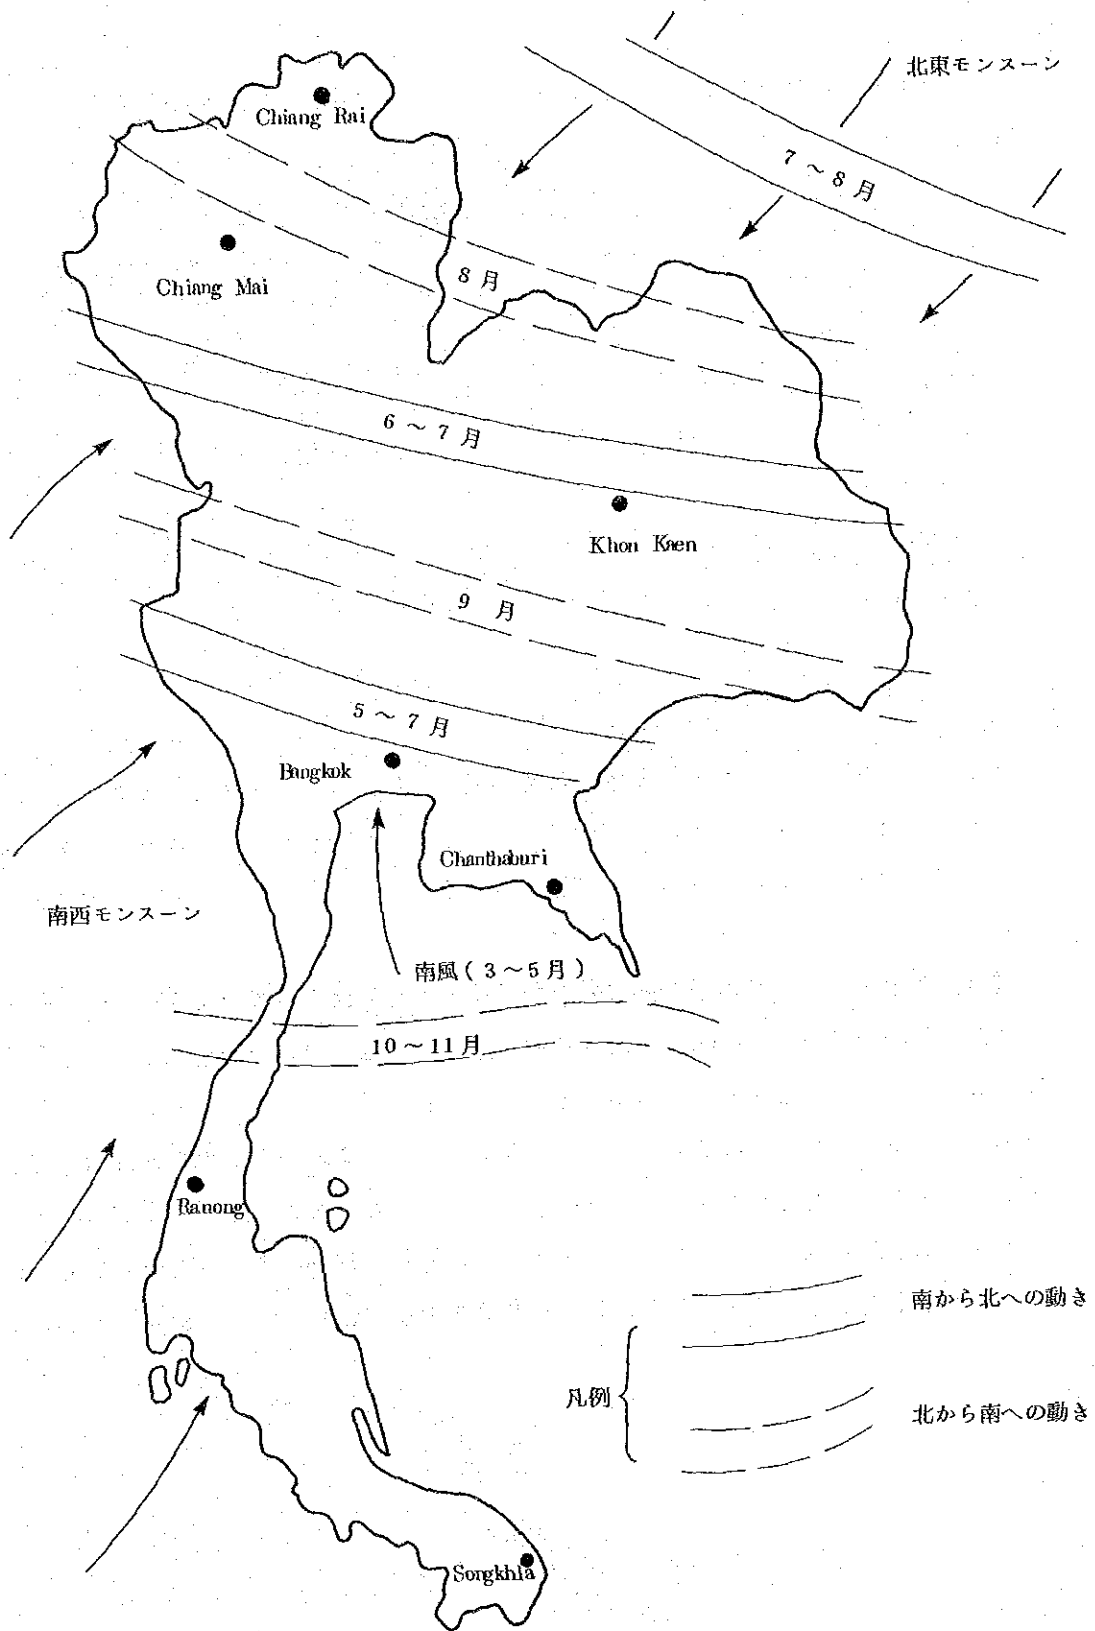 北東モンスーン
Chiang Rai
7～8月
8月
Chiang Mai
6～7月
Khon Kaen
9 月
5～7月
Bangkok
Chanthaburi
南西モンスーン
南風(3～5月)
10～11月
Ranong
南から北への動き
凡例
北から南への動き
Songkhla